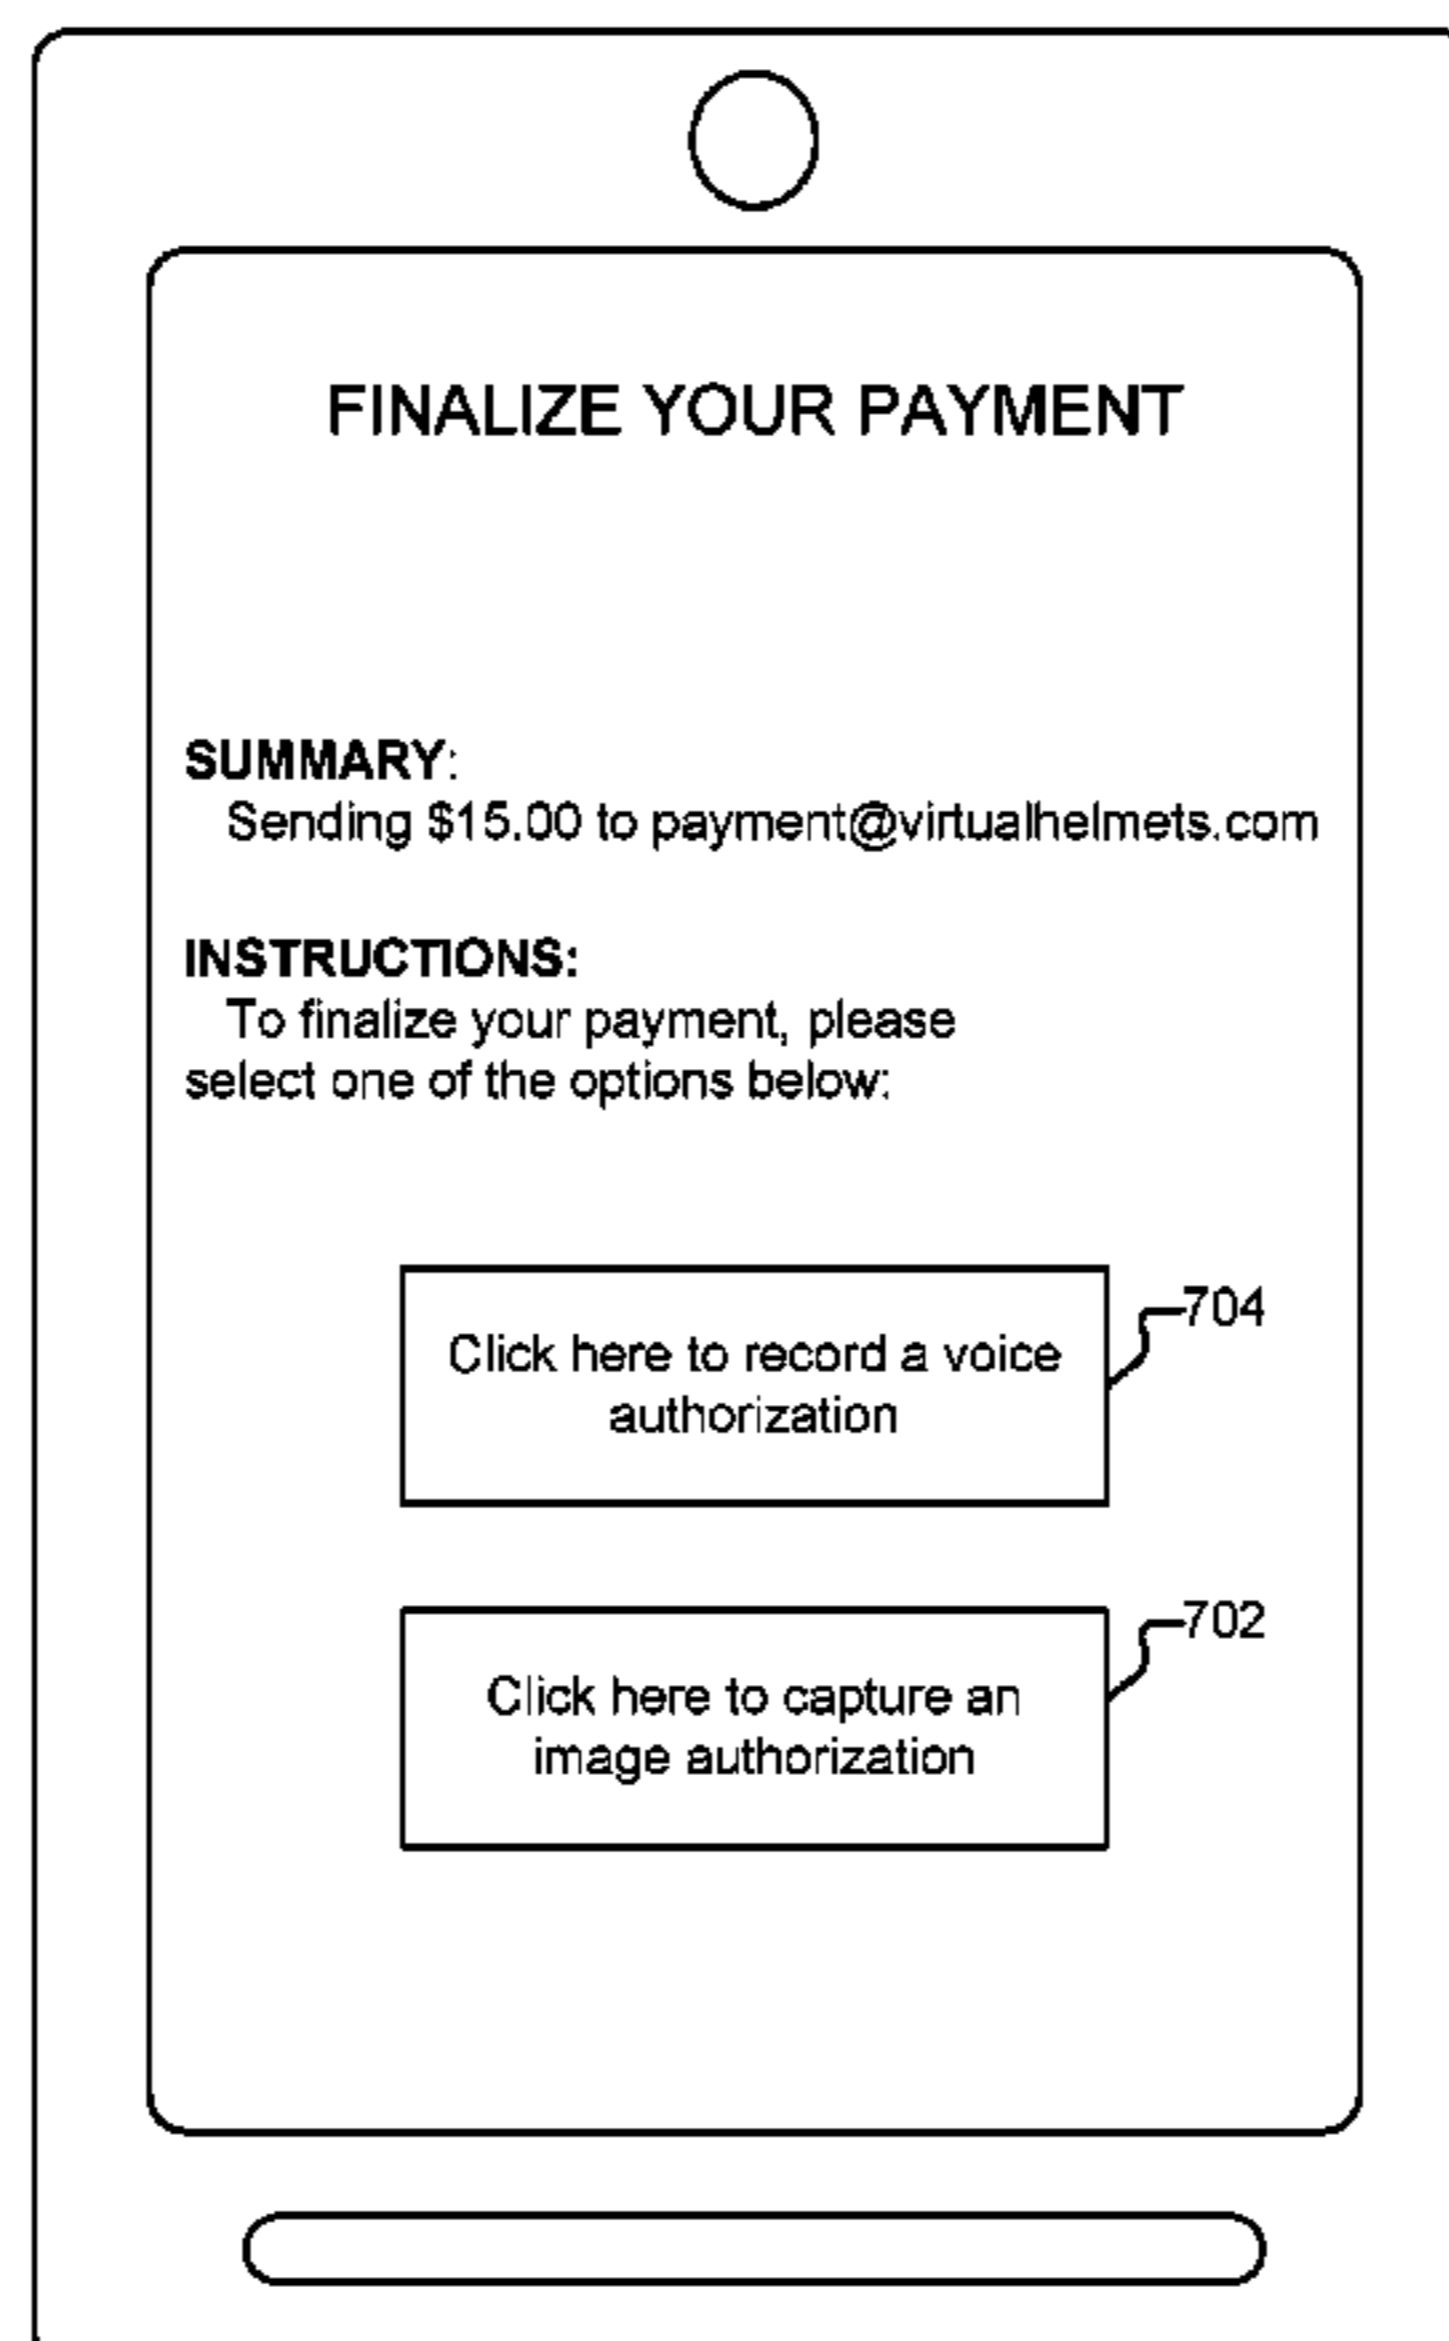 FINALIZE YOUR PAYMENT
SUMMARY:
Sending $15.00 to payment@virtualhelmets.com
INSTRUCTIONS:
To finalize your payment, please
select one of the options below:
Click here to record a voice
authorization
704
Click here to capture an
image authorization
702